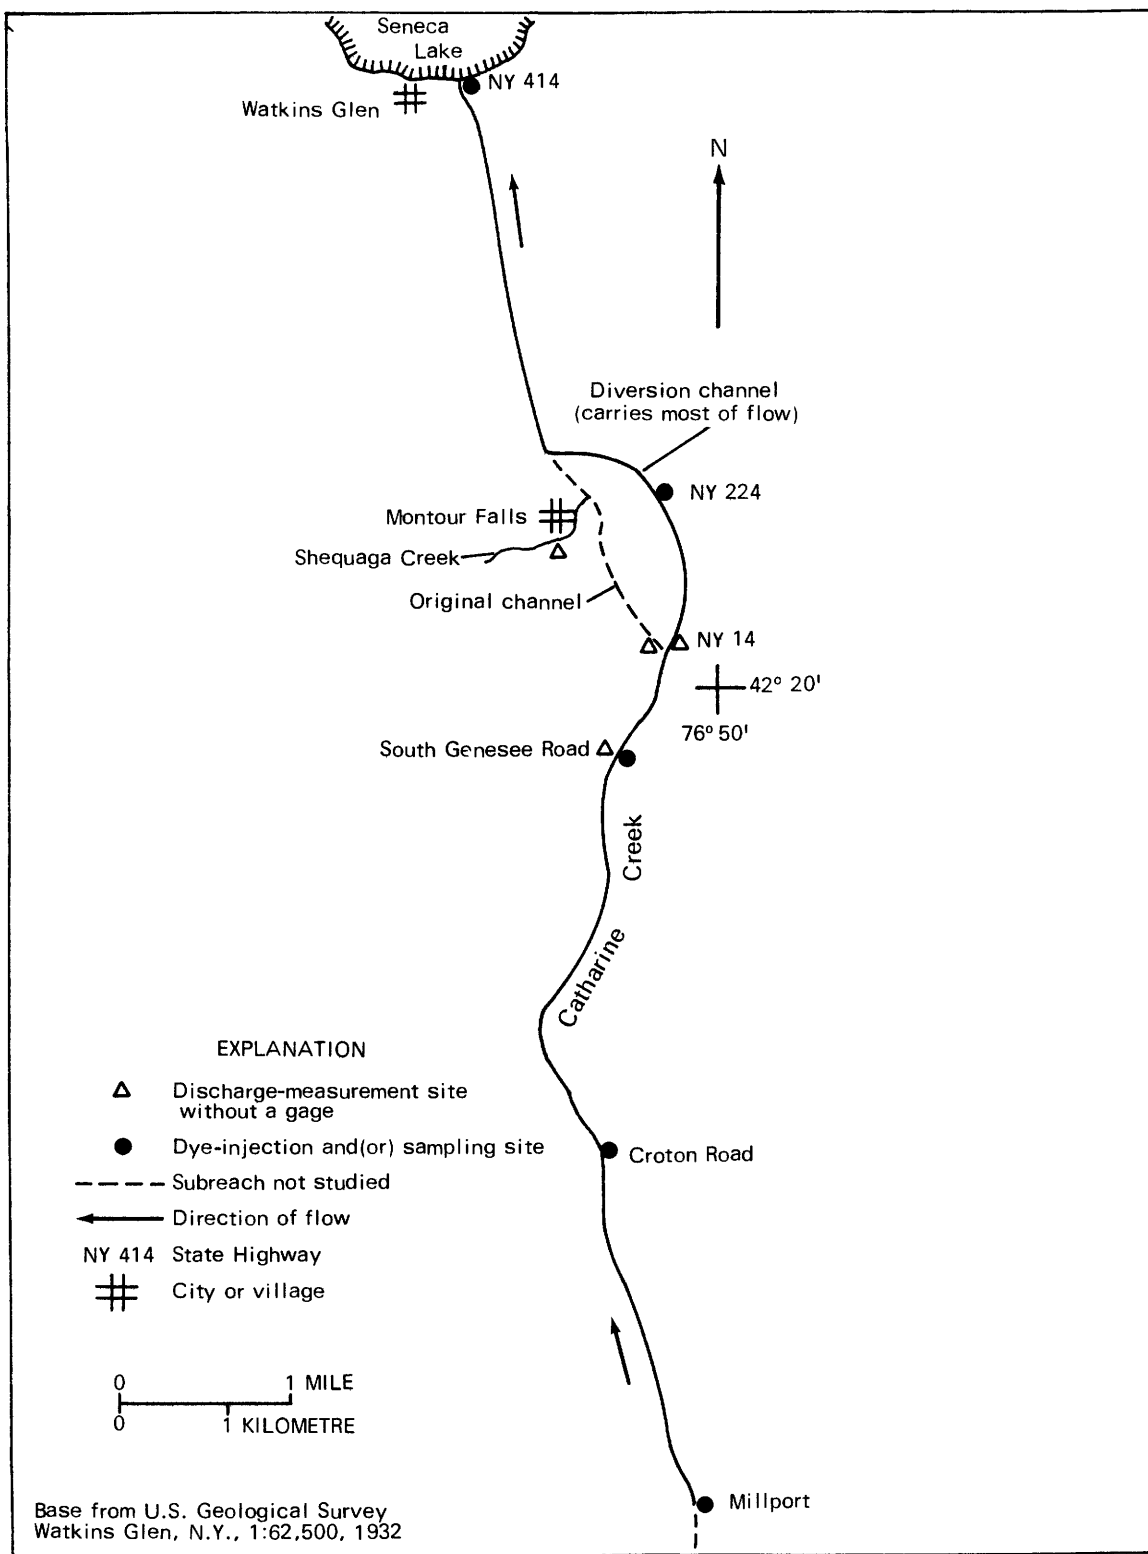 Seneca
Lake
NY 414
Watkins Glen
N
Diversion channel
(carries most of flow)
NY 224
Montour Falls
Shequaga Creek
Original channel
NY 14
42° 20'
76° 50'
South Genesee Road
Catharine Creek
EXPLANATION
Discharge-measurement site
without a gage
Dye-injection and(or) sampling site
Croton Road
Subreach not studied
Direction of flow
NY 414 State Highway
City or village
0 1 MILE
0 1 KILOMETRE
Millport
Base from U.S. Geological Survey
Watkins Glen, N.Y., 1:62,500, 1932